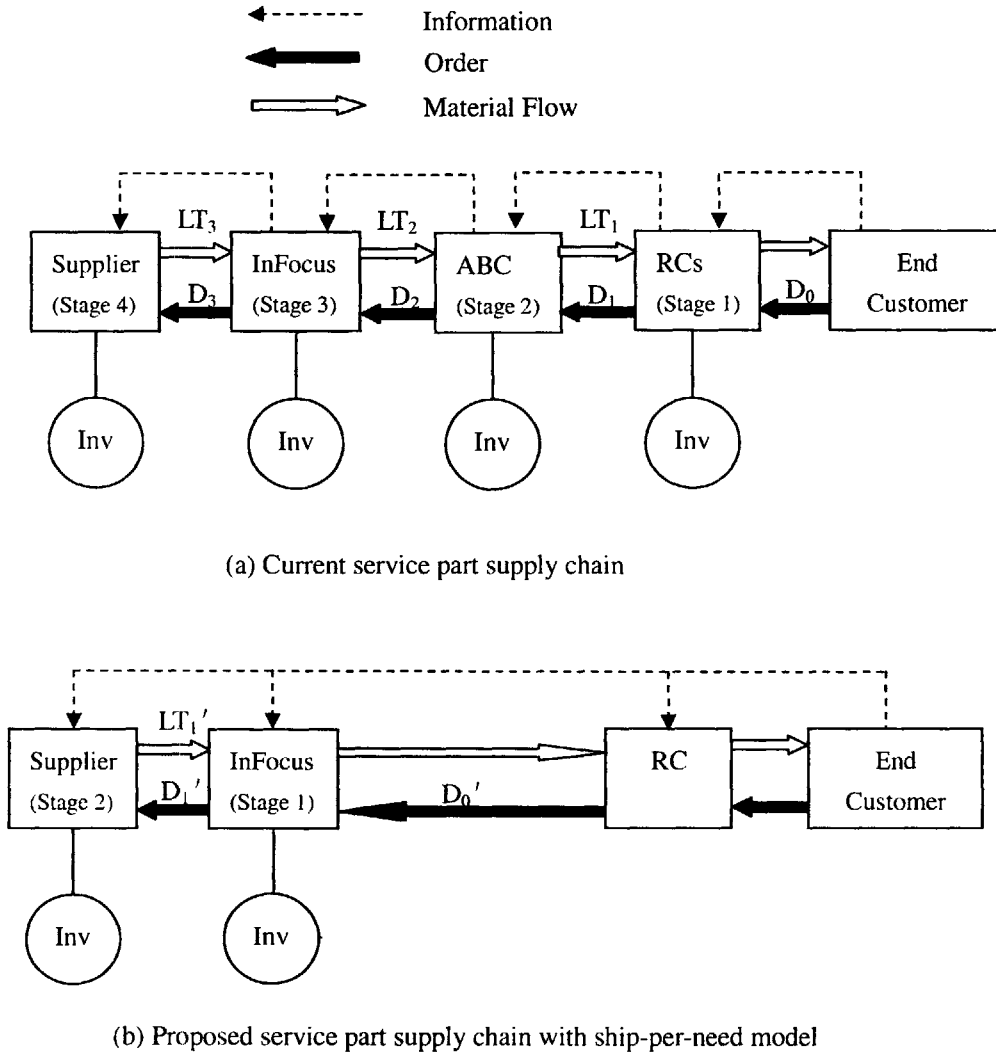 Information
Order
Material Flow
LT₃
LT₂
LT₁
Supplier
(Stage 4)
D₃
InFocus
(Stage 3)
D₂
ABC
(Stage 2)
D₁
RCs
(Stage 1)
D₀
End
Customer
Inv
Inv
Inv
Inv
(a) Current service part supply chain
LT₁′
Supplier
(Stage 2)
D₁′
InFocus
(Stage 1)
D₀′
RC
End
Customer
Inv
Inv
(b) Proposed service part supply chain with ship-per-need model